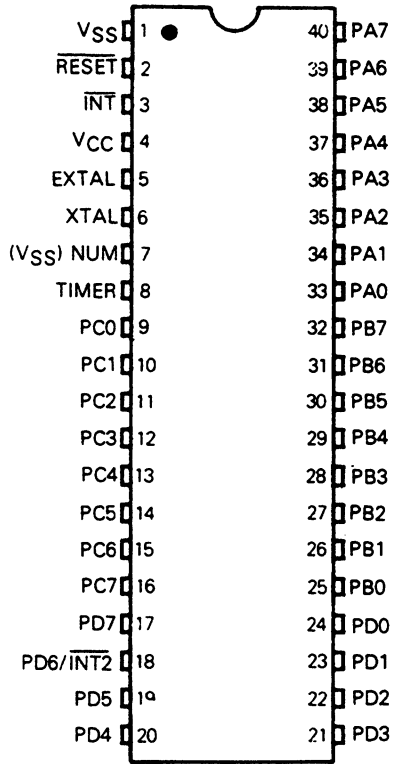 VSS 1 40 PA7
RESET 2 39 PA6
INT 3 38 PA5
VCC 4 37 PA4
EXTAL 5 36 PA3
XTAL 6 35 PA2
(VSS) NUM 7 34 PA1
TIMER 8 33 PA0
PC0 9 32 PB7
PC1 10 31 PB6
PC2 11 30 PB5
PC3 12 29 PB4
PC4 13 28 PB3
PC5 14 27 PB2
PC6 15 26 PB1
PC7 16 25 PB0
PD7 17 24 PD0
PD6/INT2 18 23 PD1
PD5 19 22 PD2
PD4 20 21 PD3